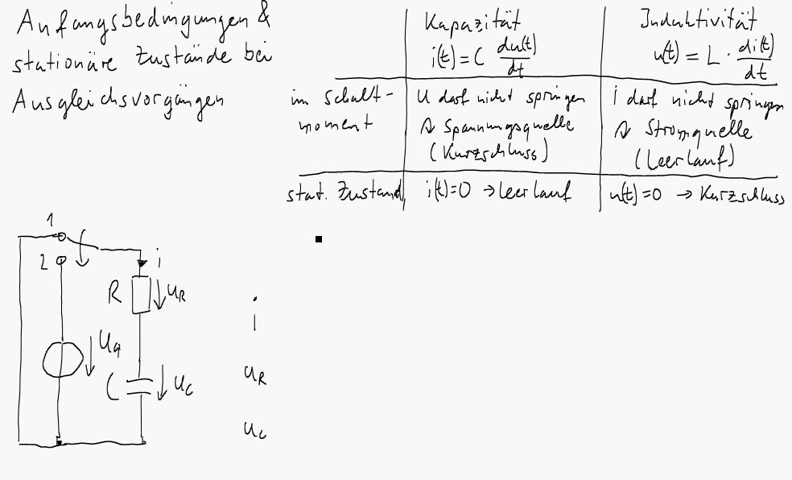 Anfangsbedingungen &
stationäre Zustände bei
Ausgleichsvorgängen
Kapazität
i(t) = C du(t)/dt
Induktivität
u(t) = L · di(t)/dt
im Schalt-
moment
u darf nicht springen
⇒ Spannungsquelle
(Kurzschluss)
i darf nicht springen
⇒ Stromquelle
(Leerlauf)
stat. Zustand
i(t)=0 → Leerlauf
u(t)=0 → Kurzschluss
1
2
i
R
uR
uq
C
uC
i
uR
uC